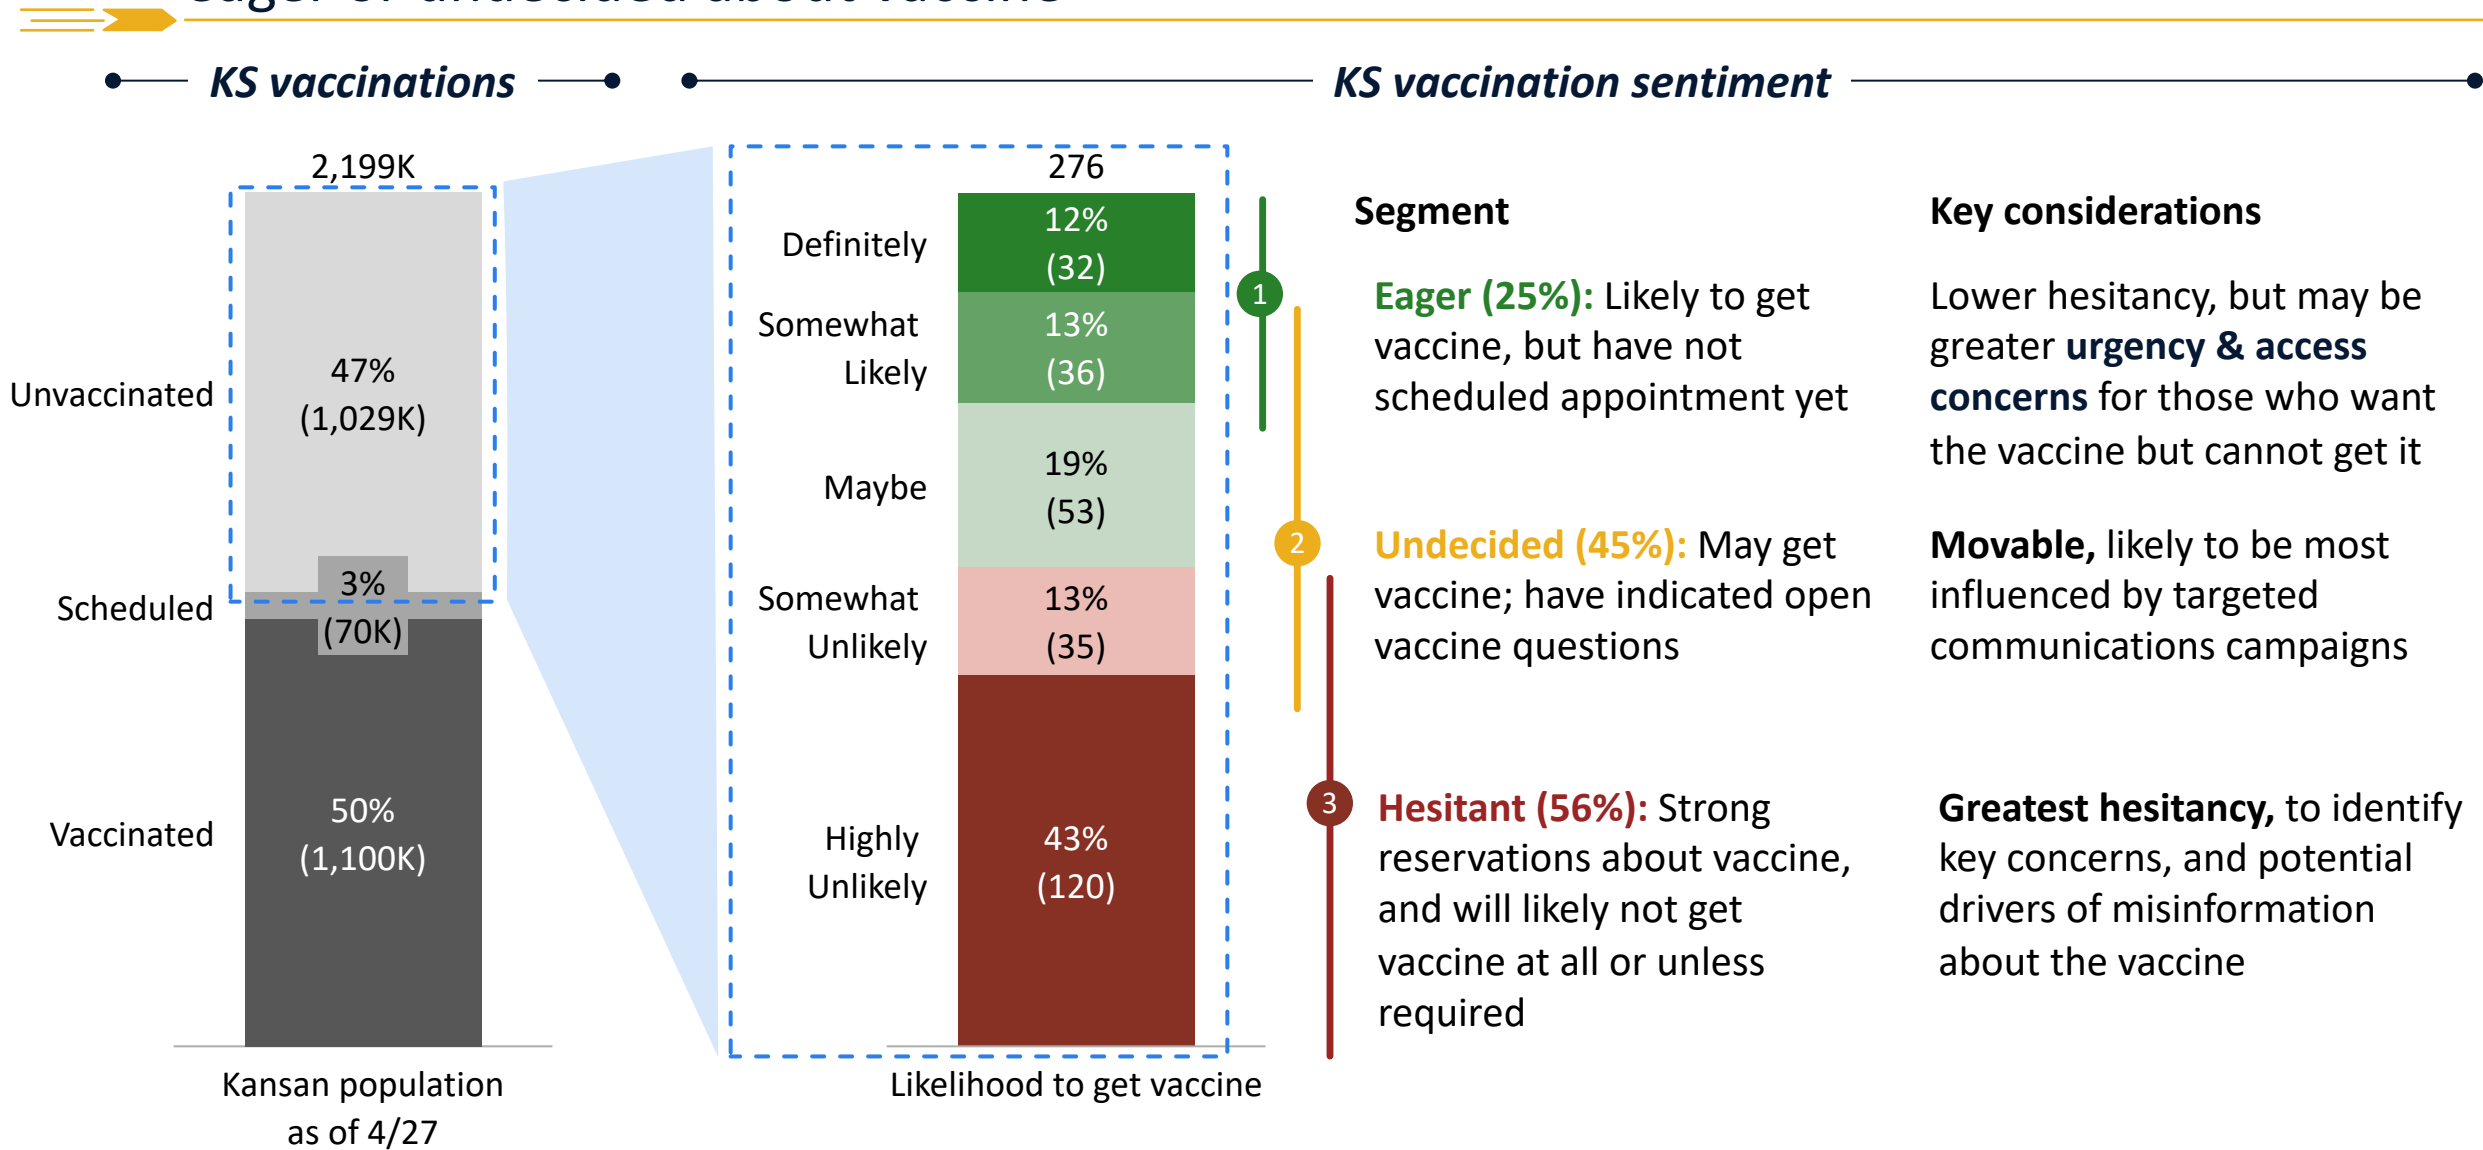 eager or undecided about vaccine
KS vaccinations
KS vaccination sentiment
2,199K
Unvaccinated
47%
(1,029K)
Scheduled
3%
(70K)
Vaccinated
50%
(1,100K)
Kansan population
as of 4/27
276
Definitely
12%
(32)
Somewhat
Likely
13%
(36)
Maybe
19%
(53)
Somewhat
Unlikely
13%
(35)
Highly
Unlikely
43%
(120)
Likelihood to get vaccine
Segment
Key considerations
1
Eager (25%): Likely to get
vaccine, but have not
scheduled appointment yet
Lower hesitancy, but may be
greater urgency & access
concerns for those who want
the vaccine but cannot get it
2
Undecided (45%): May get
vaccine; have indicated open
vaccine questions
Movable, likely to be most
influenced by targeted
communications campaigns
3
Hesitant (56%): Strong
reservations about vaccine,
and will likely not get
vaccine at all or unless
required
Greatest hesitancy, to identify
key concerns, and potential
drivers of misinformation
about the vaccine